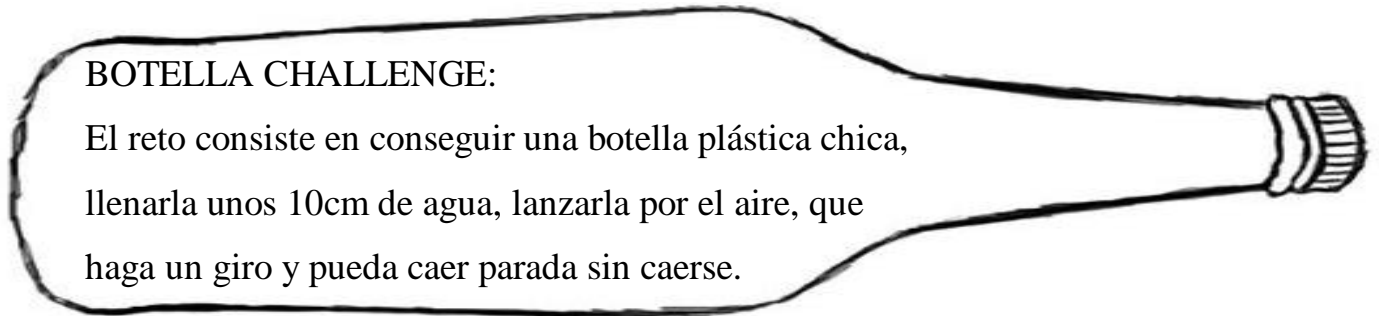 BOTELLA CHALLENGE:
El reto consiste en conseguir una botella plástica chica,
llenarla unos 10cm de agua, lanzarla por el aire, que
haga un giro y pueda caer parada sin caerse.